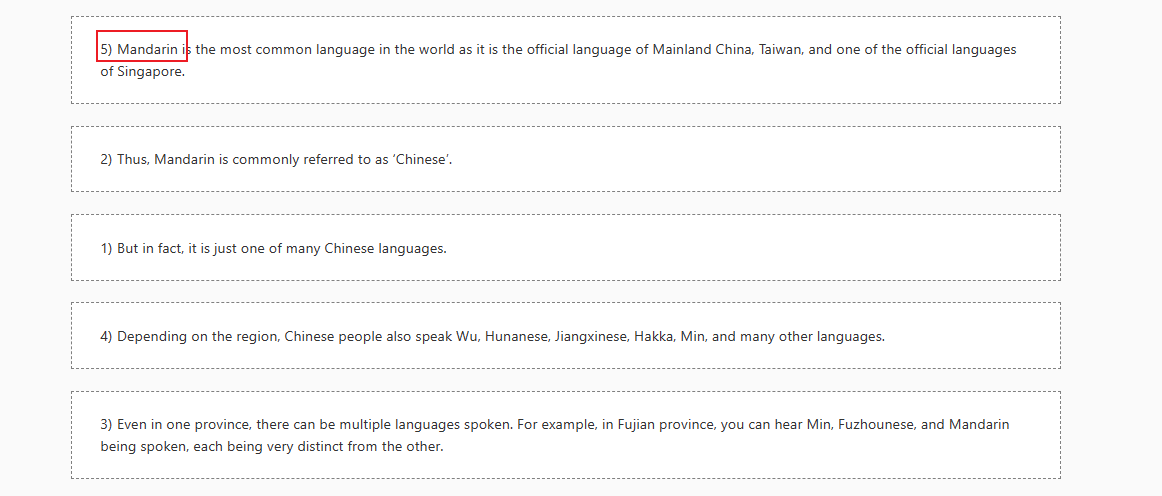 5) Mandarin is the most common language in the world as it is the official language of Mainland China, Taiwan, and one of the official languages
of Singapore.
2) Thus, Mandarin is commonly referred to as ‘Chinese’.
1) But in fact, it is just one of many Chinese languages.
4) Depending on the region, Chinese people also speak Wu, Hunanese, Jiangxinese, Hakka, Min, and many other languages.
3) Even in one province, there can be multiple languages spoken. For example, in Fujian province, you can hear Min, Fuzhounese, and Mandarin
being spoken, each being very distinct from the other.